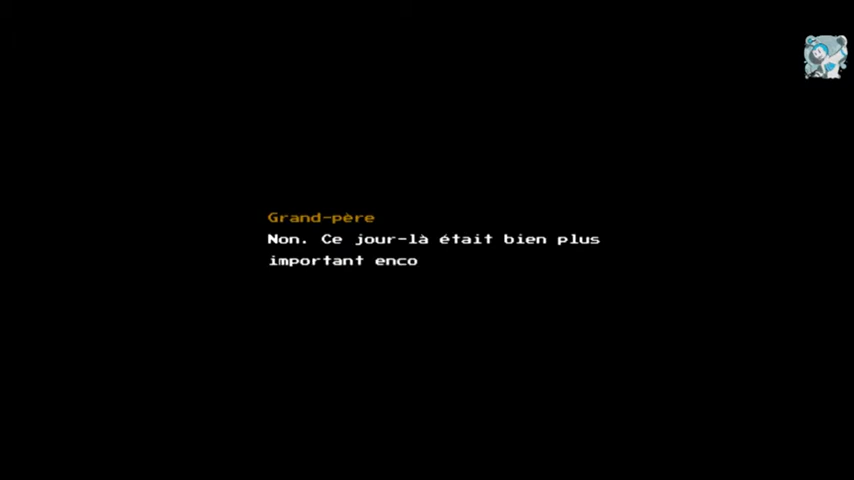 Grand-père
Non. Ce jour-là était bien plus
important enco